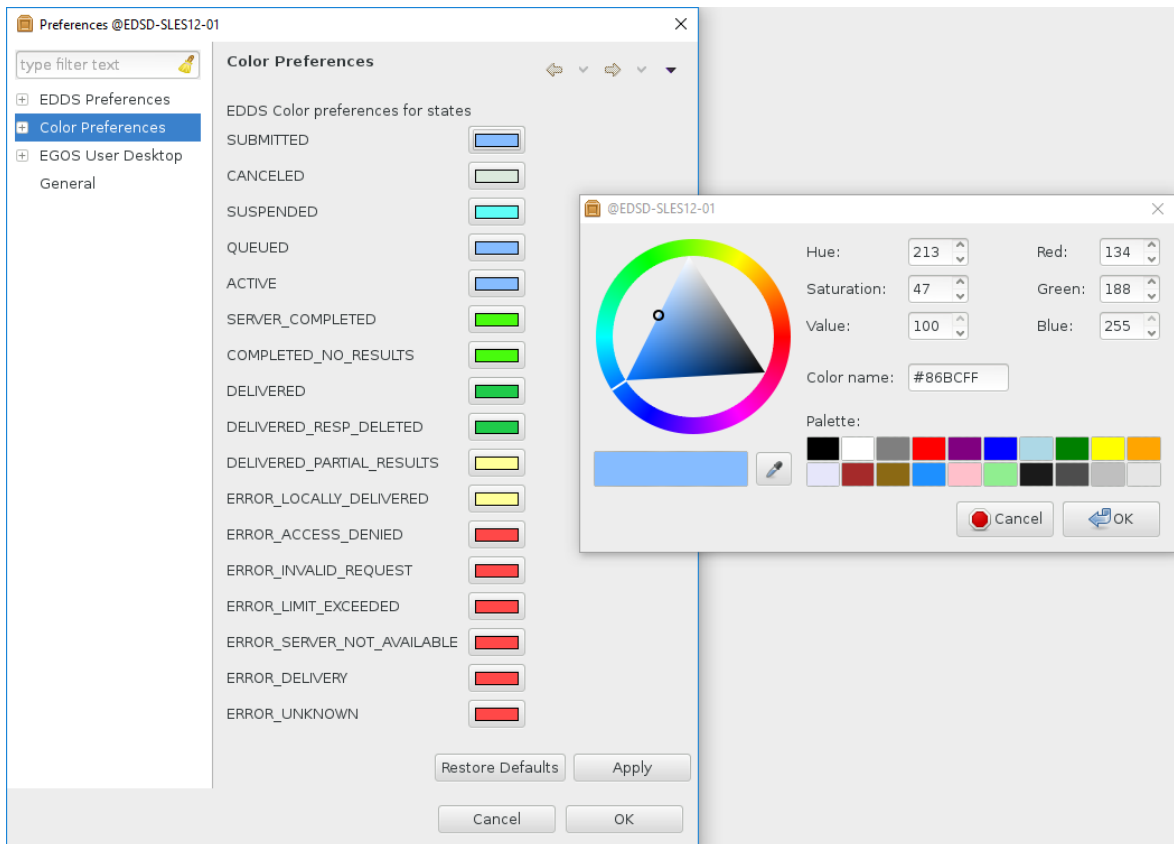 Preferences @EDSD-SLES12-01
type filter text
EDDS Preferences
Color Preferences
EGOS User Desktop
General
Color Preferences
EDDS Color preferences for states
SUBMITTED
CANCELED
SUSPENDED
QUEUED
ACTIVE
SERVER_COMPLETED
COMPLETED_NO_RESULTS
DELIVERED
DELIVERED_RESP_DELETED
DELIVERED_PARTIAL_RESULTS
ERROR_LOCALLY_DELIVERED
ERROR_ACCESS_DENIED
ERROR_INVALID_REQUEST
ERROR_LIMIT_EXCEEDED
ERROR_SERVER_NOT_AVAILABLE
ERROR_DELIVERY
ERROR_UNKNOWN
Restore Defaults Apply
Cancel OK
@EDSD-SLES12-01
Hue: 213 Red: 134
Saturation: 47 Green: 188
Value: 100 Blue: 255
Color name: #86BCFF
Palette:
Cancel OK